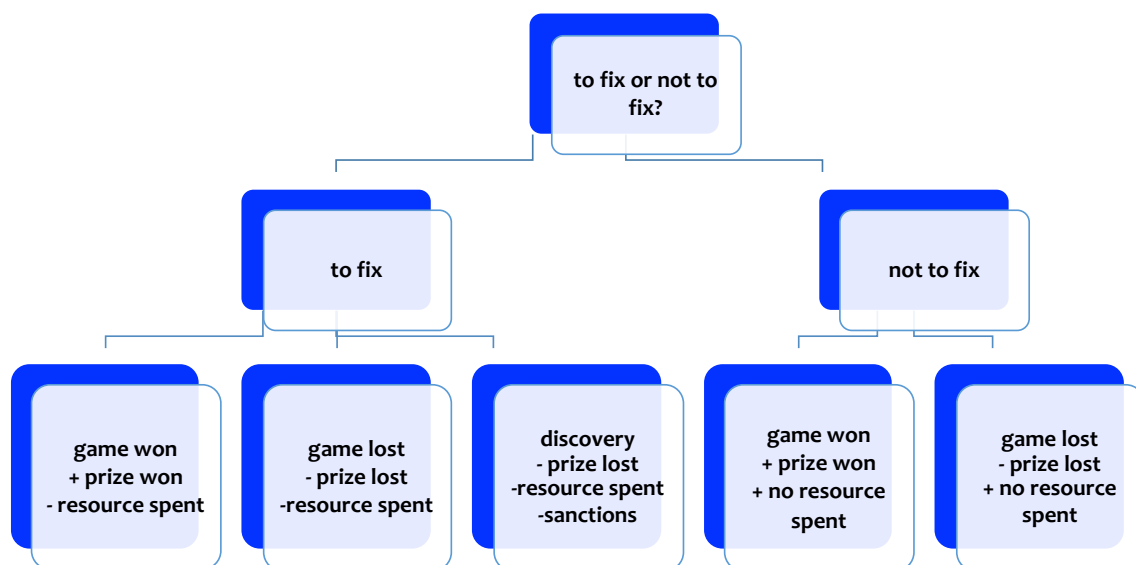 to fix or not to
fix?
to fix
not to fix
game won
+ prize won
- resource spent
game lost
- prize lost
-resource spent
discovery
- prize lost
-resource spent
-sanctions
game won
+ prize won
+ no resource
spent
game lost
- prize lost
+ no resource
spent